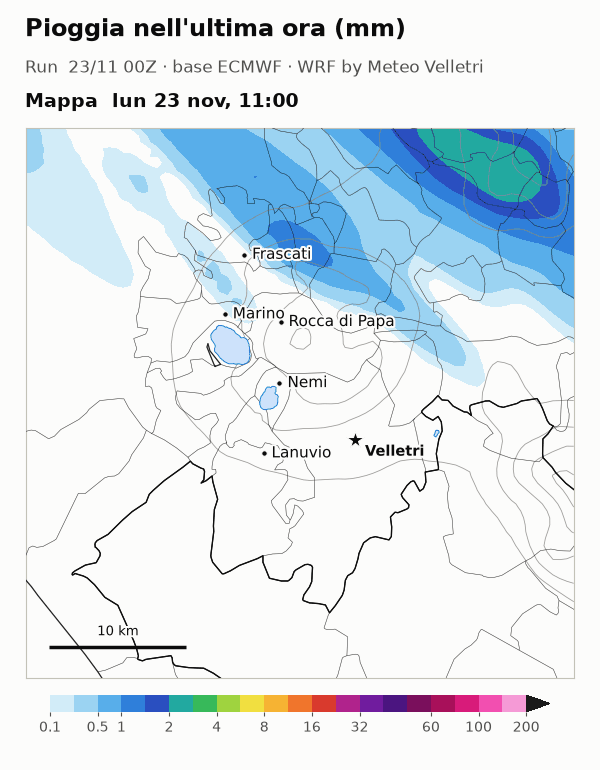 Pioggia nell'ultima ora (mm)
Run  23/11 00Z · base ECMWF · WRF by Meteo Velletri
Mappa  lun 23 nov, 11:00
Frascati
Marino
Rocca di Papa
Nemi
Velletri
Lanuvio
10 km
0.1 0.5 1 2 4 8 16 32 60 100 200